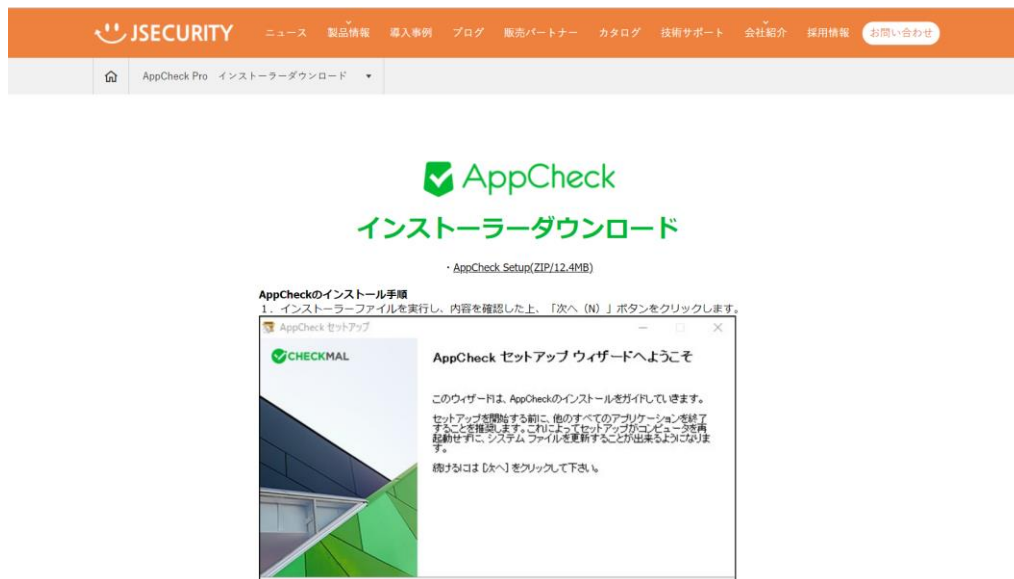 JSECURITY ニュース 製品情報 導入事例 ブログ 販売パートナー カタログ 技術サポート 会社紹介 採用情報 お問い合わせ
AppCheck Pro インストーラーダウンロード
AppCheck
インストーラーダウンロード
・AppCheck Setup(ZIP/12.4MB)
AppCheckのインストール手順
1. インストーラーファイルを実行し、内容を確認した上、「次へ（N）」ボタンをクリックします。
AppCheck セットアップ
CHECKMAL
AppCheck セットアップ ウィザードへようこそ
このウィザードは、AppCheckのインストールをガイドしていきます。
セットアップを開始する前に、他のすべてのアプリケーションを終了
することを推奨します。これによってセットアップがコンピュータを再
起動せずに、システム ファイルを更新することが出来るようになりま
す。
続けるには [次へ] をクリックして下さい。